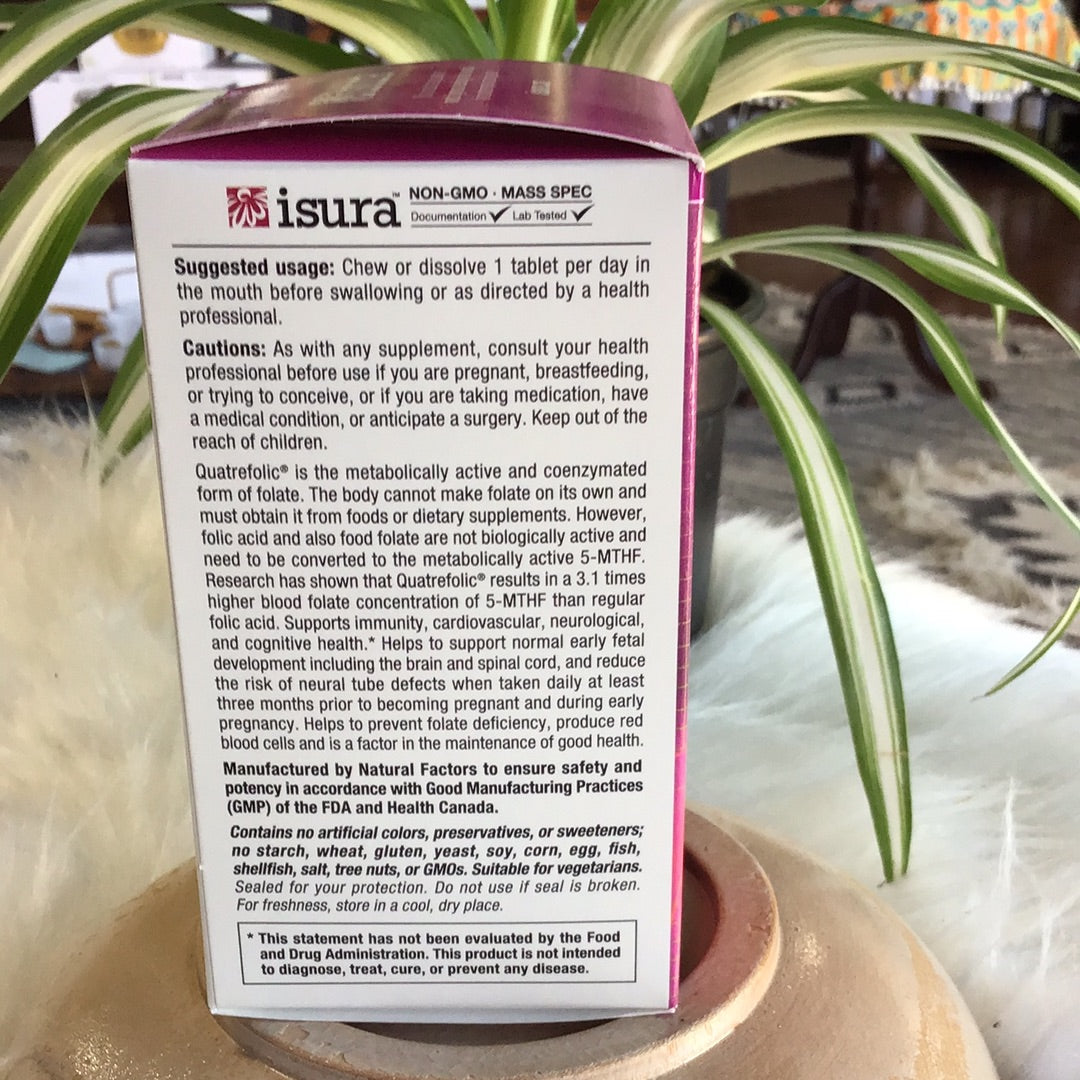 isura™ NON-GMO · MASS SPEC
Documentation ✓ Lab Tested ✓
Suggested usage: Chew or dissolve 1 tablet per day in
the mouth before swallowing or as directed by a health
professional.
Cautions: As with any supplement, consult your health
professional before use if you are pregnant, breastfeeding,
or trying to conceive, or if you are taking medication, have
a medical condition, or anticipate a surgery. Keep out of the
reach of children.
Quatrefolic® is the metabolically active and coenzymated
form of folate. The body cannot make folate on its own and
must obtain it from foods or dietary supplements. However,
folic acid and also food folate are not biologically active and
need to be converted to the metabolically active 5-MTHF.
Research has shown that Quatrefolic® results in a 3.1 times
higher blood folate concentration of 5-MTHF than regular
folic acid. Supports immunity, cardiovascular, neurological,
and cognitive health.* Helps to support normal early fetal
development including the brain and spinal cord, and reduce
the risk of neural tube defects when taken daily at least
three months prior to becoming pregnant and during early
pregnancy. Helps to prevent folate deficiency, produce red
blood cells and is a factor in the maintenance of good health.
Manufactured by Natural Factors to ensure safety and
potency in accordance with Good Manufacturing Practices
(GMP) of the FDA and Health Canada.
Contains no artificial colors, preservatives, or sweeteners;
no starch, wheat, gluten, yeast, soy, corn, egg, fish,
shellfish, salt, tree nuts, or GMOs. Suitable for vegetarians.
Sealed for your protection. Do not use if seal is broken.
For freshness, store in a cool, dry place.
* This statement has not been evaluated by the Food
and Drug Administration. This product is not intended
to diagnose, treat, cure, or prevent any disease.